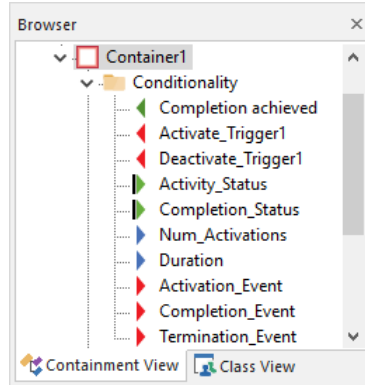 Browser
Container1
Conditionality
Completion achieved
Activate_Trigger1
Deactivate_Trigger1
Activity_Status
Completion_Status
Num_Activations
Duration
Activation_Event
Completion_Event
Termination_Event
Containment View Class View